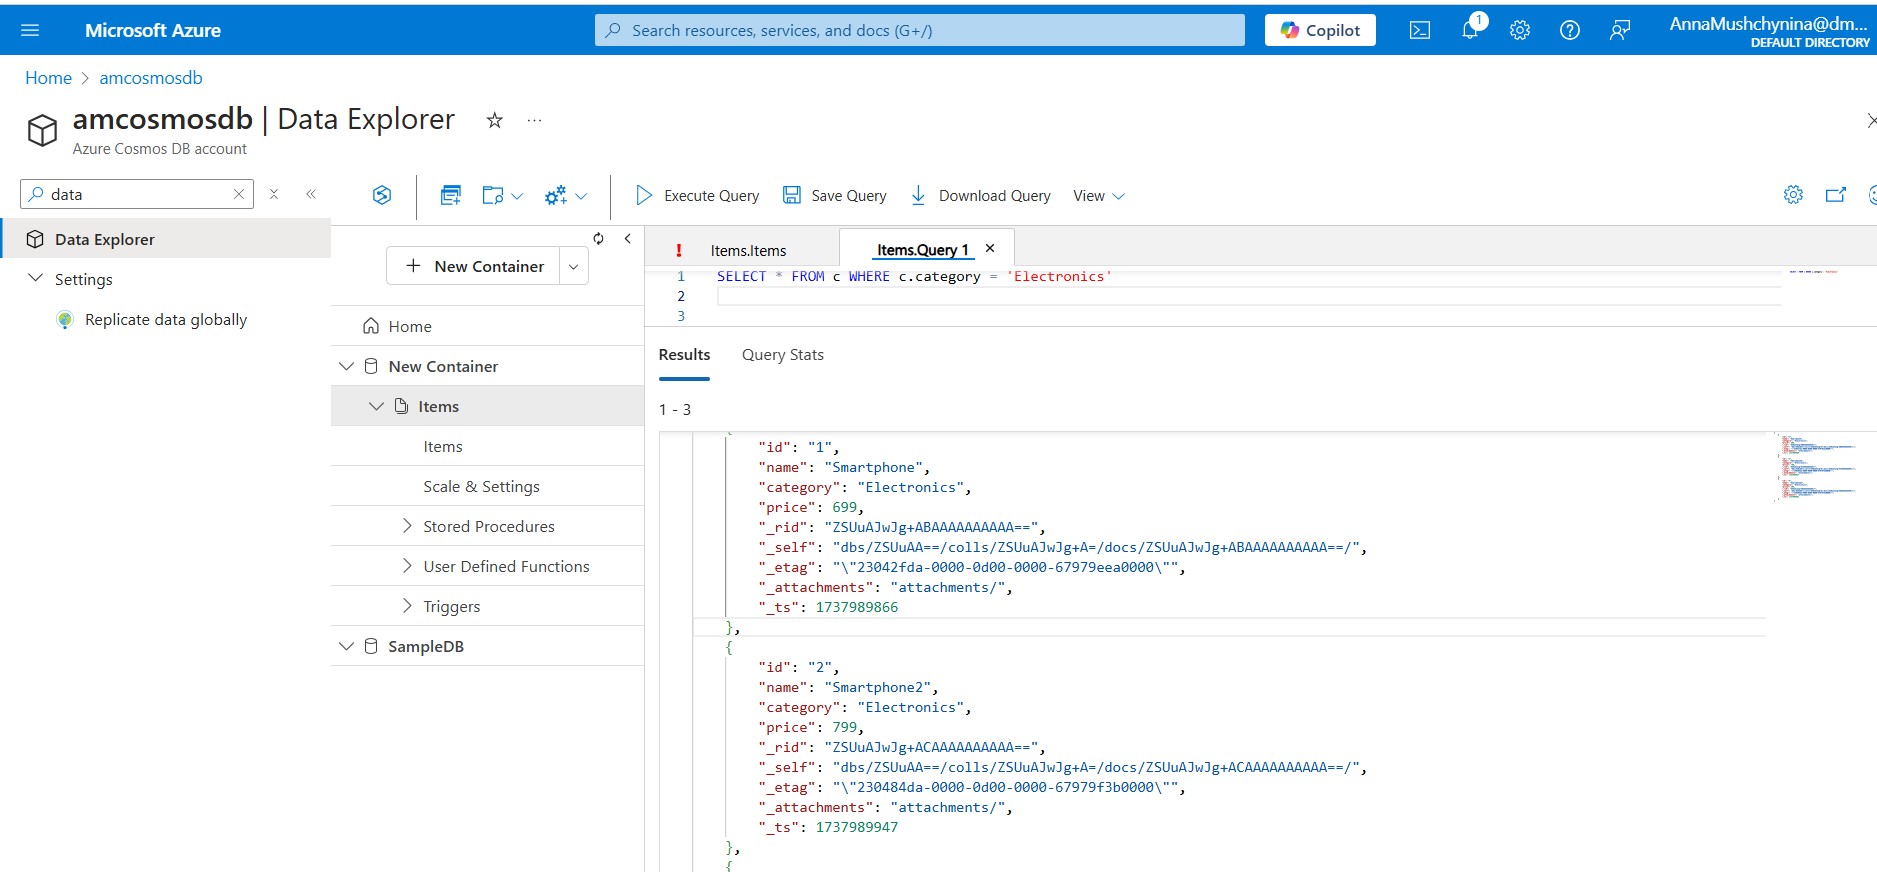 Microsoft Azure
Search resources, services, and docs (G+/)
Copilot
1
AnnaMushchynina@dm...
DEFAULT DIRECTORY
Home > amcosmosdb
amcosmosdb | Data Explorer
Azure Cosmos DB account
data
Data Explorer
Settings
Replicate data globally
Execute Query
Save Query
Download Query
View
New Container
Home
New Container
Items
Items
Scale & Settings
Stored Procedures
User Defined Functions
Triggers
SampleDB
! Items.Items
Items.Query 1
1 SELECT * FROM c WHERE c.category = 'Electronics'
2
3
Results
Query Stats
1 - 3
"id": "1",
"name": "Smartphone",
"category": "Electronics",
"price": 699,
"_rid": "ZSUuAJwJg+ABAAAAAAAAAA==",
"_self": "dbs/ZSUuAA==/colls/ZSUuAJwJg+A=/docs/ZSUuAJwJg+ABAAAAAAAAAA==/",
"_etag": "\"23042fda-0000-0d00-0000-67979eea0000\"",
"_attachments": "attachments/",
"_ts": 1737989866
},
{
"id": "2",
"name": "Smartphone2",
"category": "Electronics",
"price": 799,
"_rid": "ZSUuAJwJg+ACAAAAAAAAAA==",
"_self": "dbs/ZSUuAA==/colls/ZSUuAJwJg+A=/docs/ZSUuAJwJg+ACAAAAAAAAAA==/",
"_etag": "\"230484da-0000-0d00-0000-67979f3b0000\"",
"_attachments": "attachments/",
"_ts": 1737989947
},
{